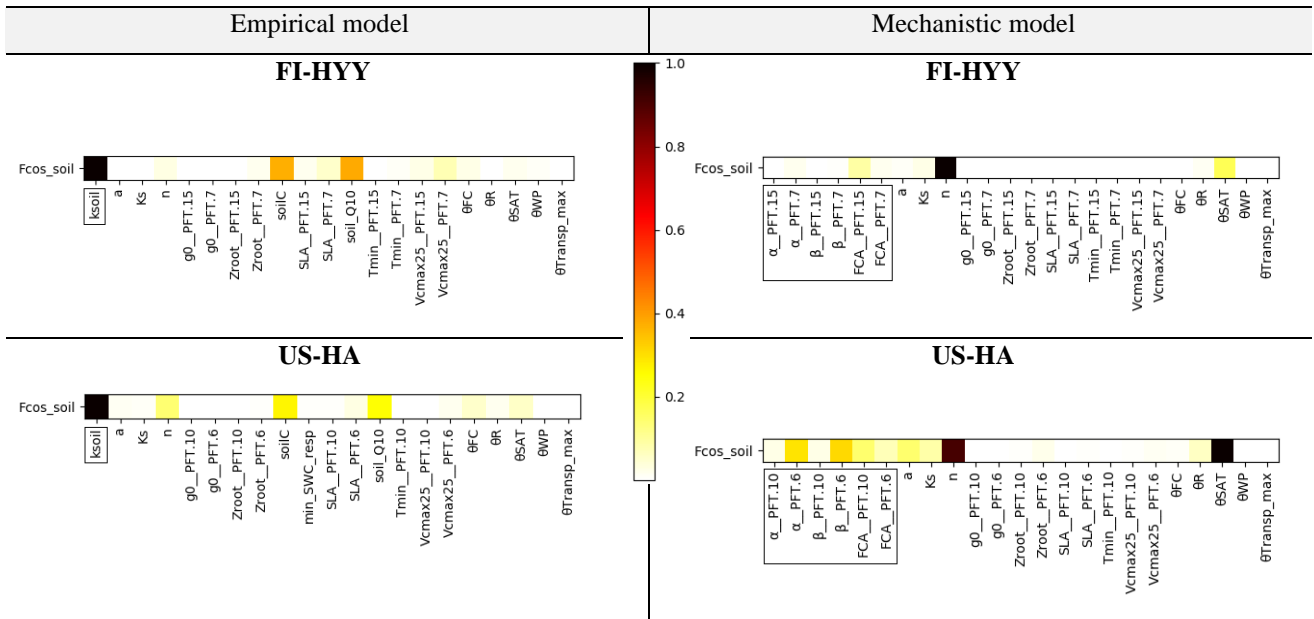 Empirical model
Mechanistic model
FI-HYY
FI-HYY
1.0
0.8
0.6
0.4
0.2
Fcos_soil
ksoil
a
Ks
n
g0__PFT.15
g0__PFT.7
Zroot__PFT.15
Zroot__PFT.7
soilC
SLA__PFT.15
SLA__PFT.7
soil_Q10
Tmin__PFT.15
Tmin__PFT.7
Vcmax25__PFT.15
Vcmax25__PFT.7
θFC
θR
θSAT
θWP
θTransp_max
Fcos_soil
α__PFT.15
α__PFT.7
β__PFT.15
β__PFT.7
FCA__PFT.15
FCA__PFT.7
a
Ks
n
g0__PFT.15
g0__PFT.7
Zroot__PFT.15
Zroot__PFT.7
SLA__PFT.15
SLA__PFT.7
Tmin__PFT.15
Tmin__PFT.7
Vcmax25__PFT.15
Vcmax25__PFT.7
θFC
θR
θSAT
θWP
θTransp_max
US-HA
US-HA
Fcos_soil
ksoil
a
Ks
n
g0__PFT.10
g0__PFT.6
Zroot__PFT.10
Zroot__PFT.6
soilC
min_SWC_resp
SLA__PFT.10
SLA__PFT.6
soil_Q10
Tmin__PFT.10
Vcmax25__PFT.10
Vcmax25__PFT.6
θFC
θR
θSAT
θWP
θTransp_max
Fcos_soil
α__PFT.10
α__PFT.6
β__PFT.10
β__PFT.6
FCA__PFT.10
FCA__PFT.6
a
Ks
n
g0__PFT.10
g0__PFT.6
Zroot__PFT.10
Zroot__PFT.6
SLA__PFT.10
SLA__PFT.6
Tmin__PFT.10
Vcmax25__PFT.10
Vcmax25__PFT.6
θFC
θR
θSAT
θWP
θTransp_max